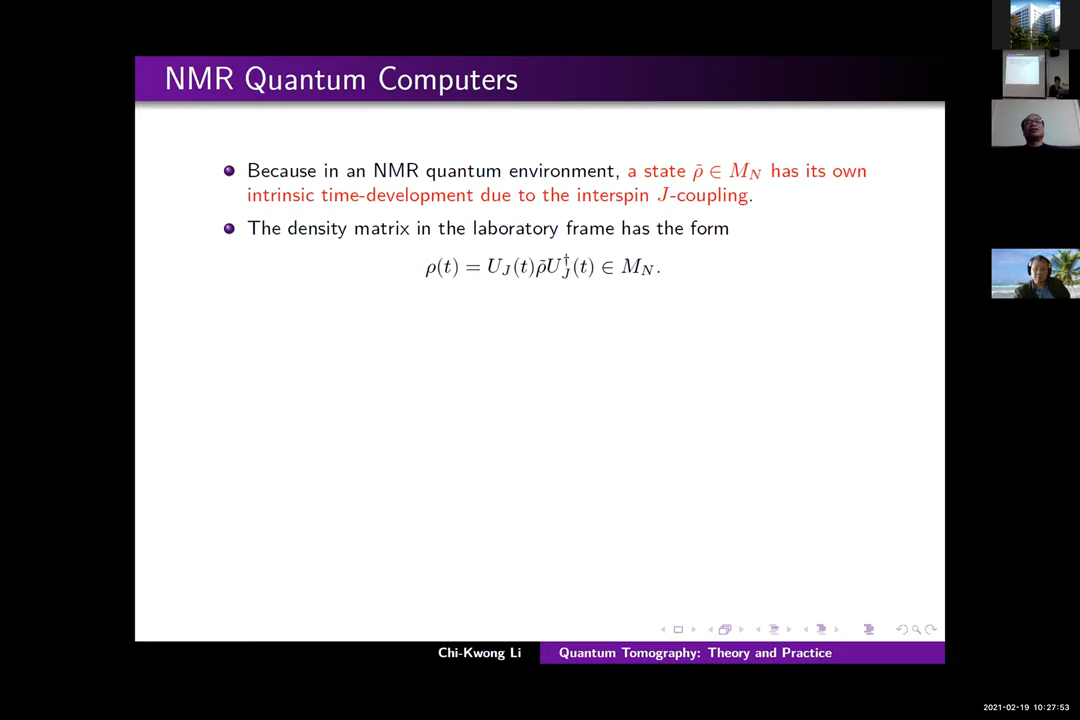 NMR Quantum Computers
Because in an NMR quantum environment, a state ρ̃ ∈ M_N has its own
intrinsic time-development due to the interspin J-coupling.
The density matrix in the laboratory frame has the form
ρ(t) = U_J(t)ρ̃U_J^†(t) ∈ M_N.
Chi-Kwong Li
Quantum Tomography: Theory and Practice
2021-02-19 10:27:53